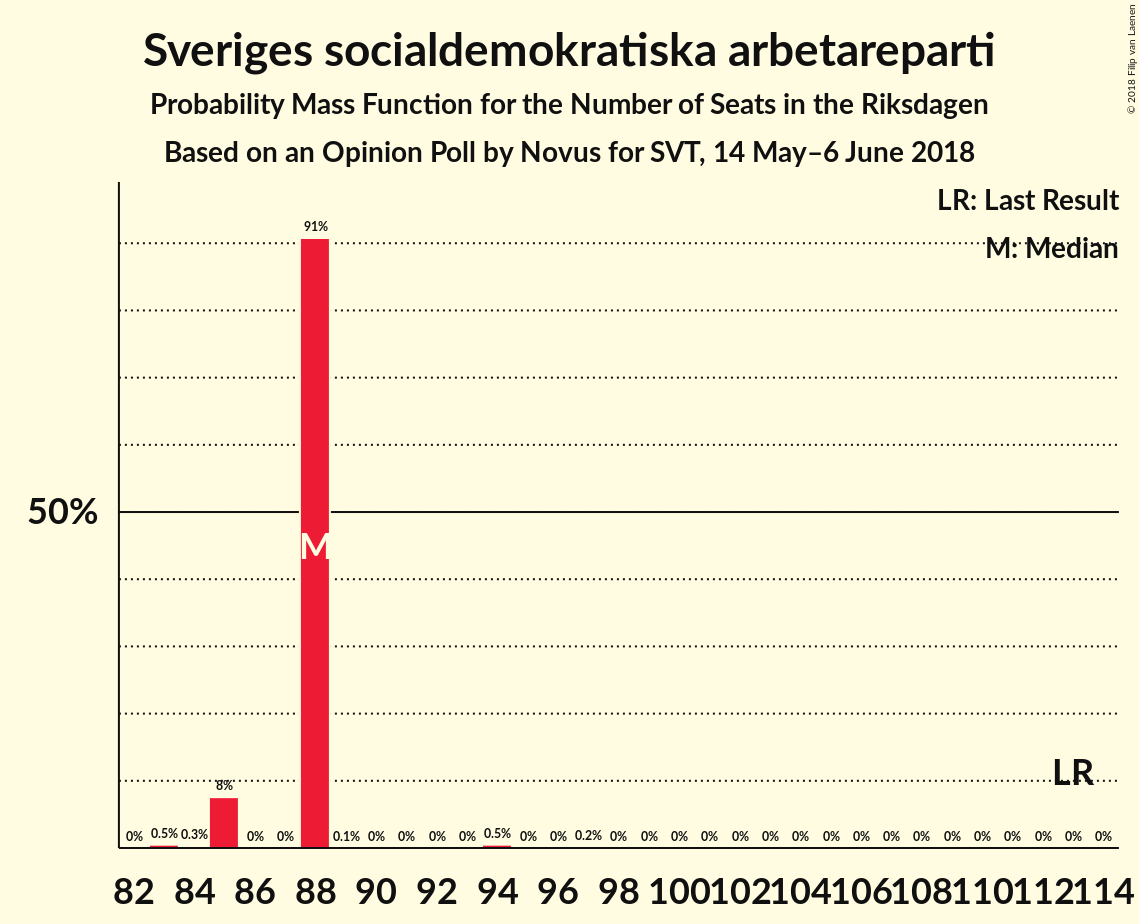 Sveriges socialdemokratiska arbetareparti
Probability Mass Function for the Number of Seats in the Riksdagen
Based on an Opinion Poll by Novus for SVT, 14 May–6 June 2018
© 2018 Filip van Laenen
LR: Last Result
M: Median
91%
50%
M
LR
8%
0% 0.5% 0.3% 0% 0% 0.1% 0% 0% 0% 0% 0.5% 0% 0% 0.2% 0% 0% 0% 0% 0% 0% 0% 0% 0% 0% 0% 0% 0% 0% 0% 0% 0%
82 84 86 88 90 92 94 96 98 100 102 104 106 108 110 112 114